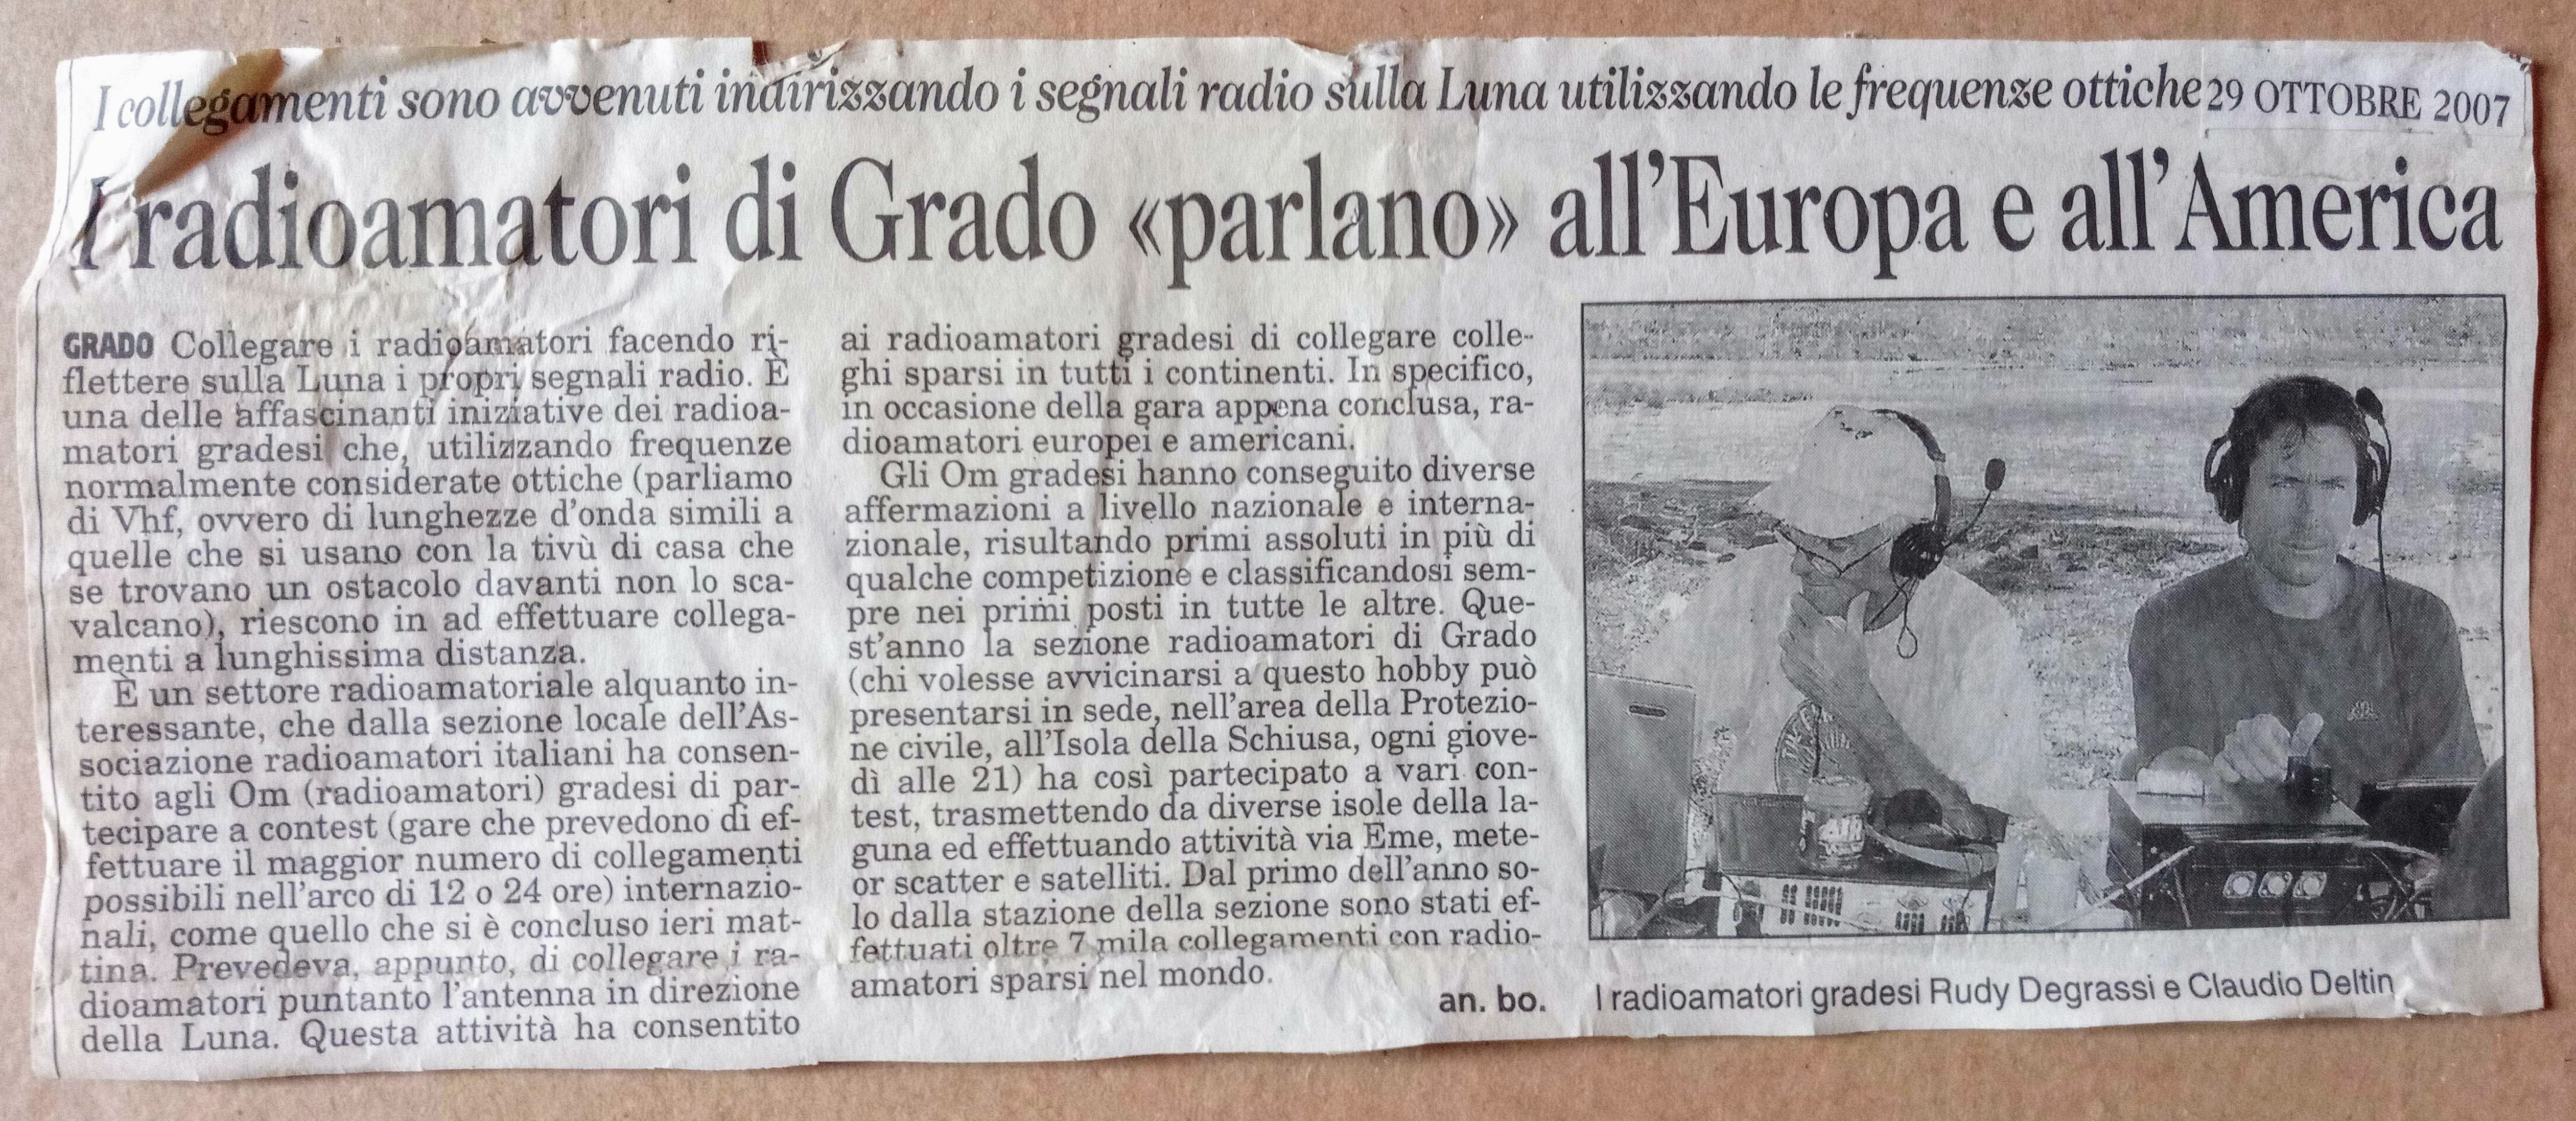 I collegamenti sono avvenuti indirizzando i segnali radio sulla Luna utilizzando le frequenze ottiche 29 OTTOBRE 2007
I radioamatori di Grado «parlano» all'Europa e all'America
GRADO Collegare i radioamatori facendo ri-
flettere sulla Luna i propri segnali radio. È
una delle affascinanti iniziative dei radioa-
matori gradesi che, utilizzando frequenze
normalmente considerate ottiche (parliamo
di Vhf, ovvero di lunghezze d'onda simili a
quelle che si usano con la tivù di casa che
se trovano un ostacolo davanti non lo sca-
valcano), riescono in ad effettuare collega-
menti a lunghissima distanza.
È un settore radioamatoriale alquanto in-
teressante, che dalla sezione locale dell'As-
sociazione radioamatori italiani ha consen-
tito agli Om (radioamatori) gradesi di par-
tecipare a contest (gare che prevedono di ef-
fettuare il maggior numero di collegamenti
possibili nell'arco di 12 o 24 ore) internazio-
nali, come quello che si è concluso ieri mat-
tina. Prevedeva, appunto, di collegare i ra-
dioamatori puntanto l'antenna in direzione
della Luna. Questa attività ha consentito
ai radioamatori gradesi di collegare colle-
ghi sparsi in tutti i continenti. In specifico,
in occasione della gara appena conclusa, ra-
dioamatori europei e americani.
Gli Om gradesi hanno conseguito diverse
affermazioni a livello nazionale e interna-
zionale, risultando primi assoluti in più di
qualche competizione e classificandosi sem-
pre nei primi posti in tutte le altre. Que-
st'anno la sezione radioamatori di Grado
(chi volesse avvicinarsi a questo hobby può
presentarsi in sede, nell'area della Protezio-
ne civile, all'Isola della Schiusa, ogni giove-
dì alle 21) ha così partecipato a vari con-
test, trasmettendo da diverse isole della la-
guna ed effettuando attività via Eme, mete-
or scatter e satelliti. Dal primo dell'anno so-
lo dalla stazione della sezione sono stati ef-
fettuati oltre 7 mila collegamenti con radio-
amatori sparsi nel mondo.
an. bo.
I radioamatori gradesi Rudy Degrassi e Claudio Deltin